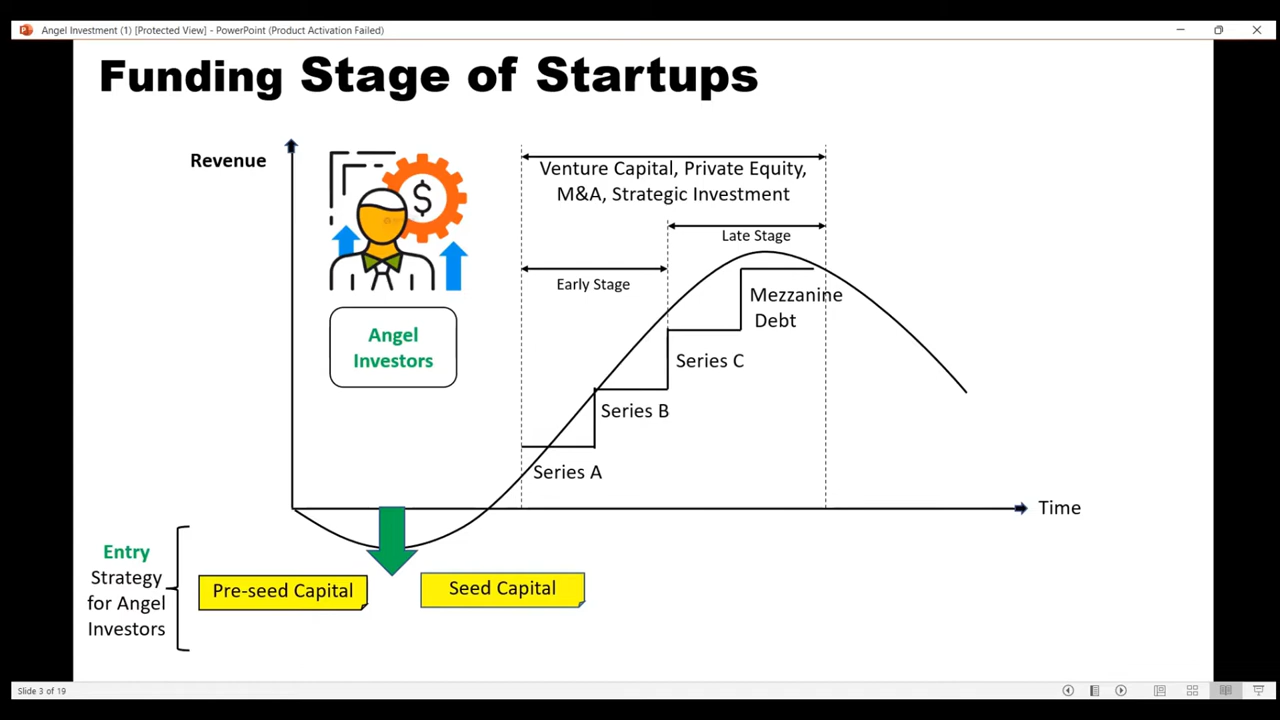 Angel Investment (1) [Protected View] - PowerPoint (Product Activation Failed)
Funding Stage of Startups
Revenue
$
Venture Capital, Private Equity,
M&A, Strategic Investment
Late Stage
Early Stage
Angel
Investors
Mezzanine
Debt
Series C
Series B
Series A
Time
Entry
Strategy
for Angel
Investors
Pre-seed Capital
Seed Capital
Slide 3 of 19